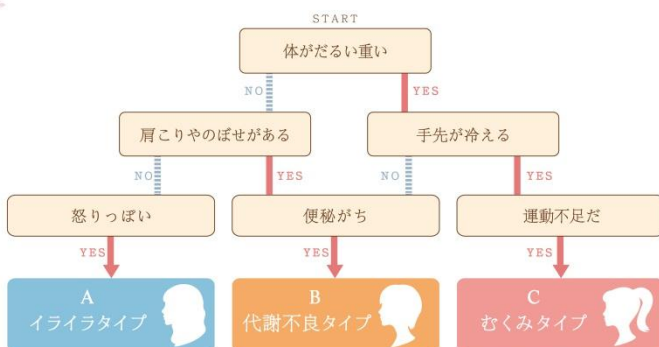 START
体がだるい重い
NO
YES
肩こりやのぼせがある
手先が冷える
NO
YES
NO
YES
怒りっぽい
便秘がち
運動不足だ
YES
YES
YES
A
イライラタイプ
B
代謝不良タイプ
C
むくみタイプ